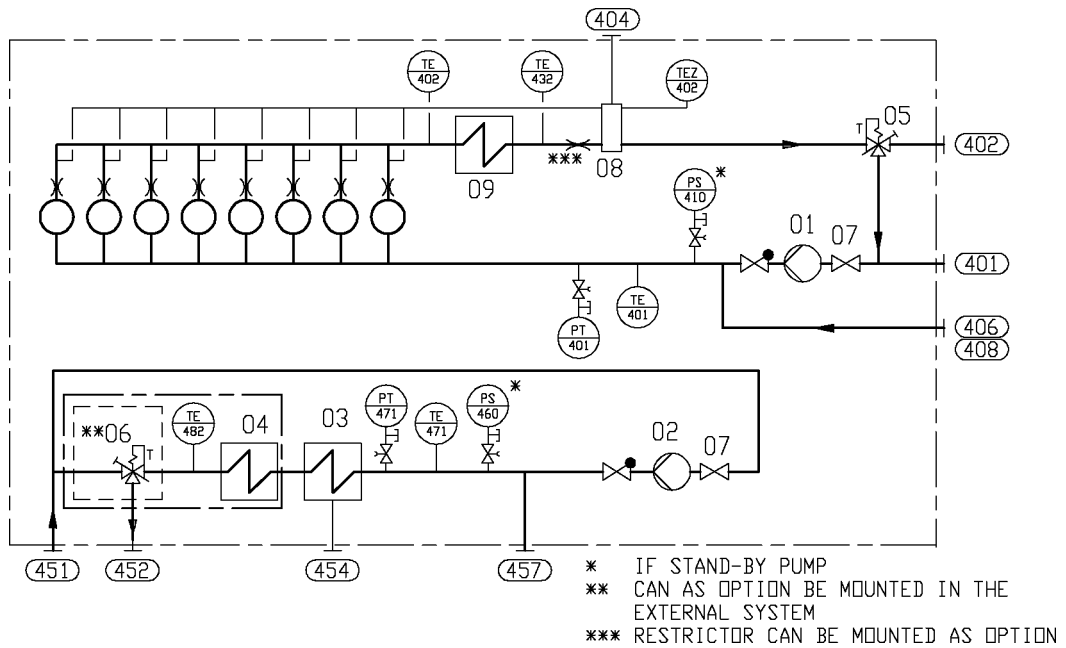 404
TE 402
TE 432
TEZ 402
05
T
402
***
08
09
PS 410
*
01
07
401
TE 401
PT 401
406
408
**06
T
TE 482
04
03
PT 471
TE 471
PS 460
*
02
07
451
452
454
457
* IF STAND-BY PUMP
** CAN AS OPTION BE MOUNTED IN THE
EXTERNAL SYSTEM
*** RESTRICTOR CAN BE MOUNTED AS OPTION